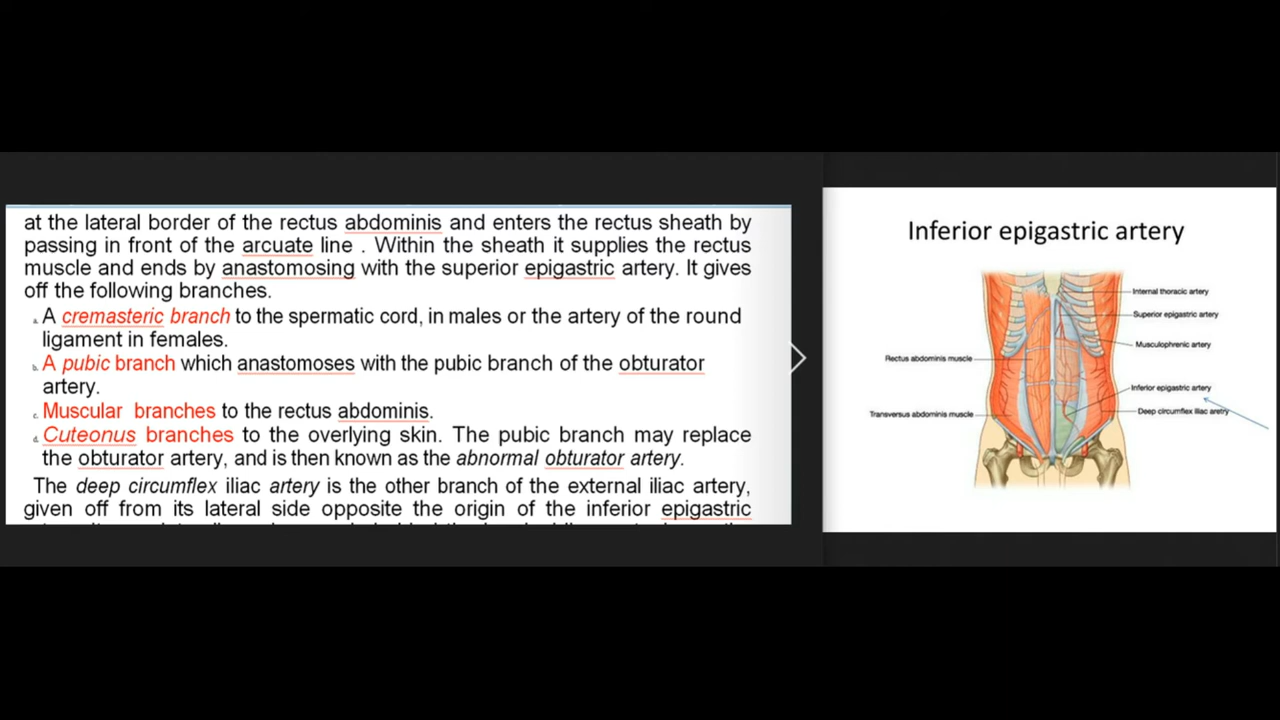 at the lateral border of the rectus abdominis and enters the rectus sheath by
passing in front of the arcuate line . Within the sheath it supplies the rectus
muscle and ends by anastomosing with the superior epigastric artery. It gives
off the following branches.
a. A cremasteric branch to the spermatic cord, in males or the artery of the round
ligament in females.
b. A pubic branch which anastomoses with the pubic branch of the obturator
artery.
c. Muscular branches to the rectus abdominis.
d. Cuteonus branches to the overlying skin. The pubic branch may replace
the obturator artery, and is then known as the abnormal obturator artery.
The deep circumflex iliac artery is the other branch of the external iliac artery,
given off from its lateral side opposite the origin of the inferior epigastric
Inferior epigastric artery
Internal thoracic artery
Superior epigastric artery
Musculophrenic artery
Rectus abdominis muscle
Inferior epigastric artery
Deep circumflex iliac aretry
Transversus abdominis muscle